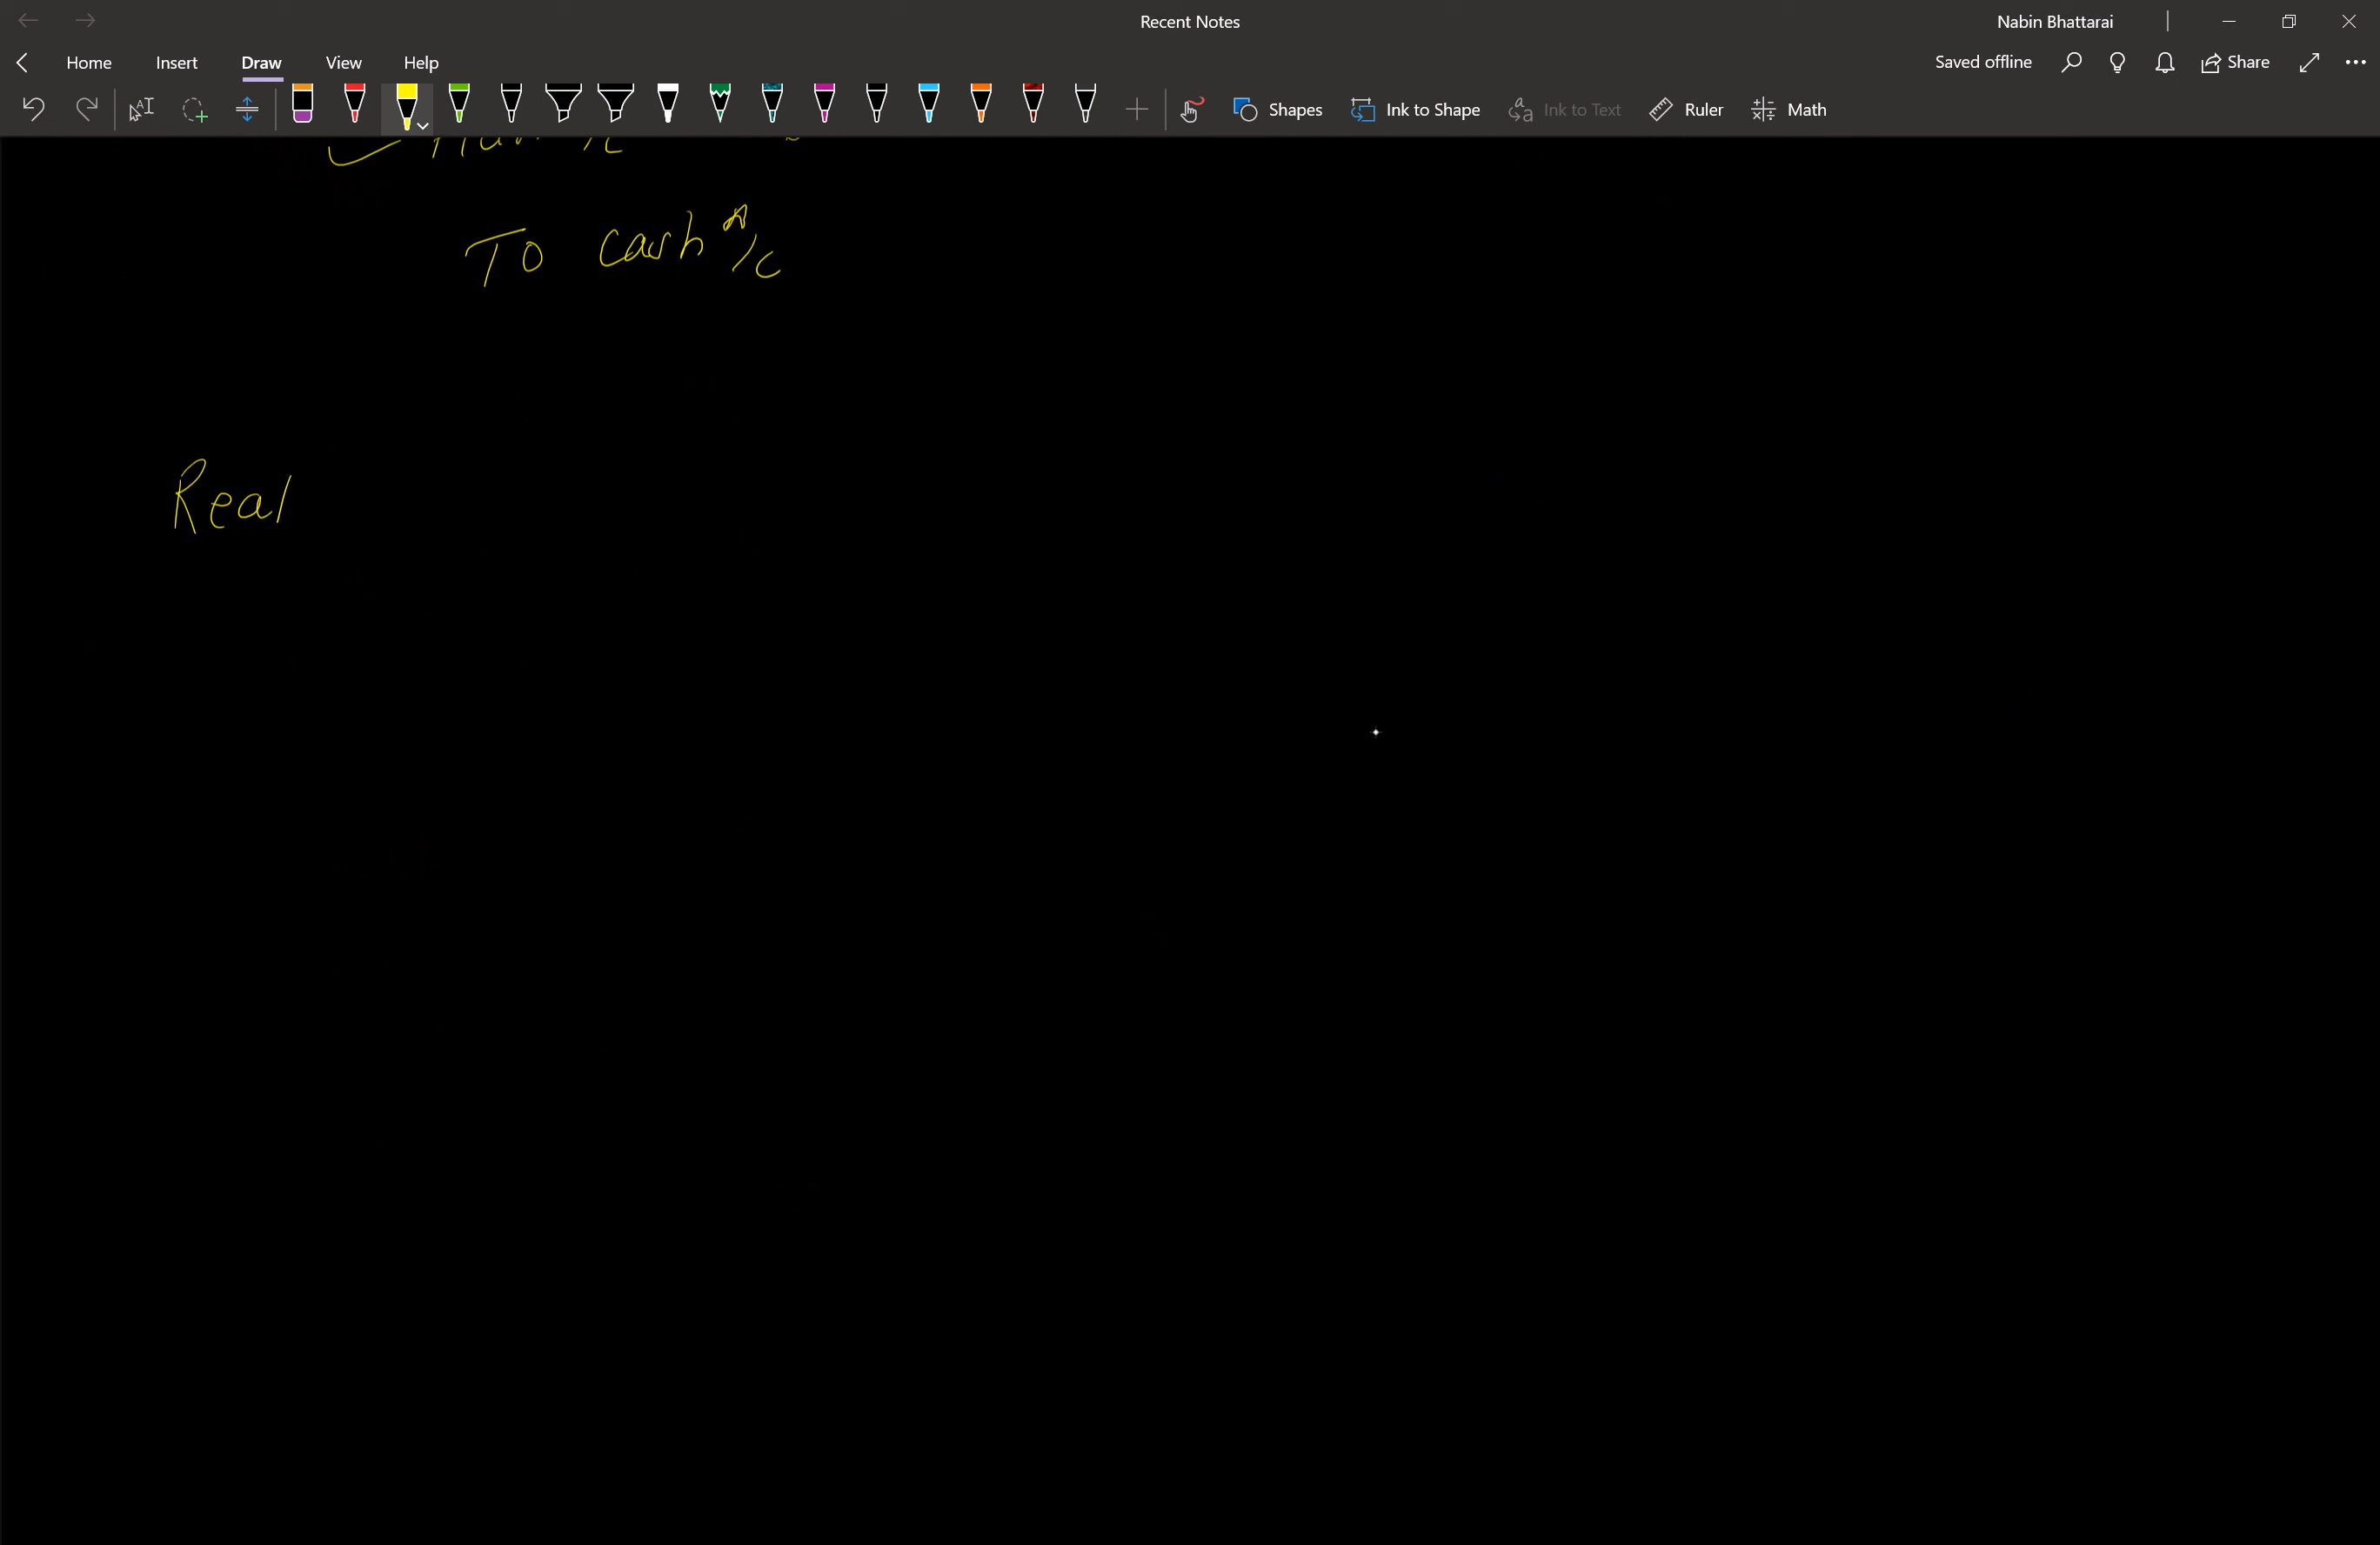 Recent Notes Nabin Bhattarai
Home Insert Draw View Help Saved offline Share
Shapes Ink to Shape Ink to Text Ruler Math
To cash A/c
Real